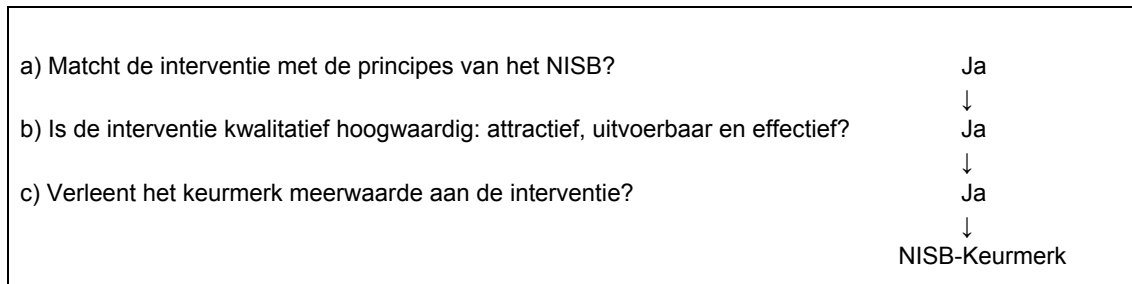 a) Matcht de interventie met de principes van het NISB? Ja
↓
b) Is de interventie kwalitatief hoogwaardig: attractief, uitvoerbaar en effectief? Ja
↓
c) Verleent het keurmerk meerwaarde aan de interventie? Ja
↓
NISB-Keurmerk